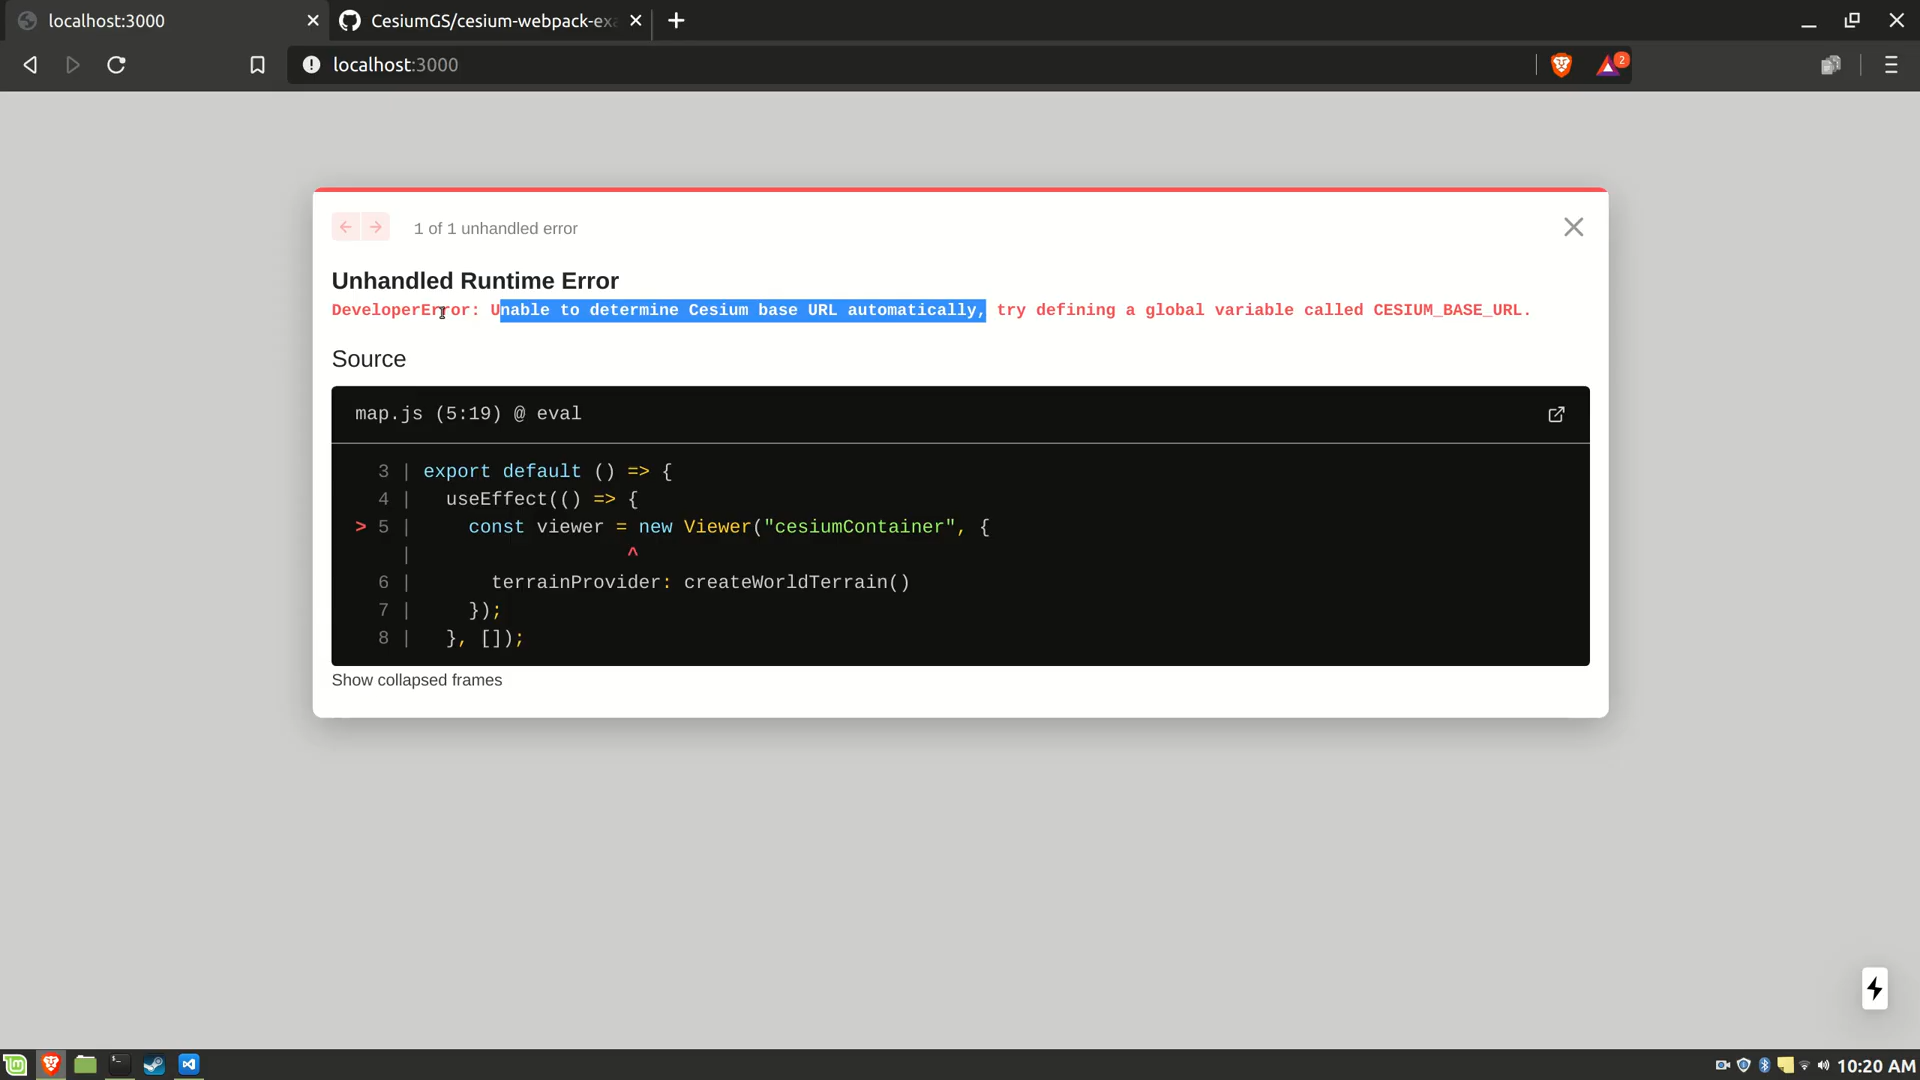 localhost:3000
CesiumGS/cesium-webpack-exa
localhost:3000
2
1 of 1 unhandled error
Unhandled Runtime Error
DeveloperError: Unable to determine Cesium base URL automatically, try defining a global variable called CESIUM_BASE_URL.
Source
map.js (5:19) @ eval
3 | export default () => {
4 |   useEffect(() => {
> 5 |     const viewer = new Viewer("cesiumContainer", {
|                    ^
6 |       terrainProvider: createWorldTerrain()
7 |     });
8 |   }, []);
Show collapsed frames
10:20 AM